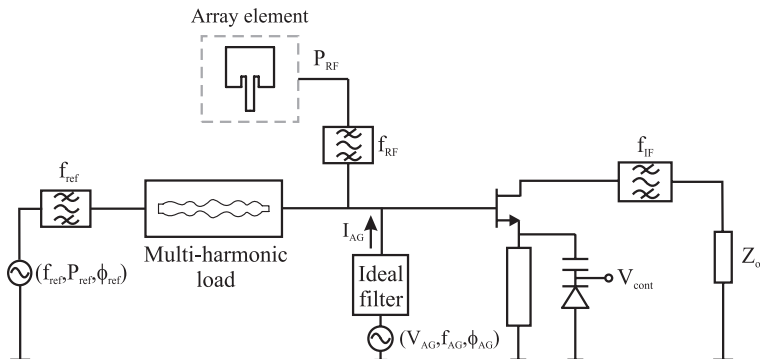 Array element
P_RF
f_RF
f_ref
f_IF
Multi-harmonic
load
I_AG
Ideal
filter
(f_ref,P_ref,ϕ_ref)
(V_AG,f_AG,ϕ_AG)
V_cont
Z_o